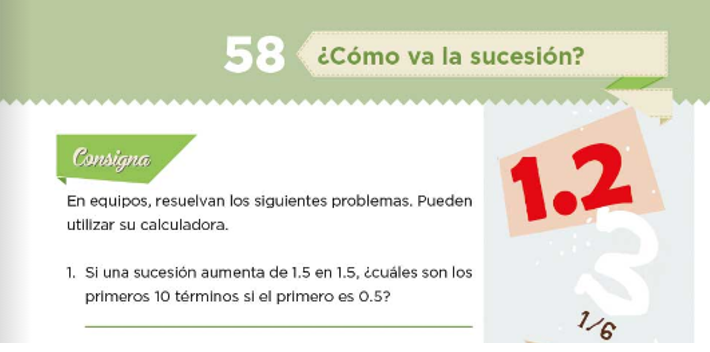 58 ¿Cómo va la sucesión?
Consigna
En equipos, resuelvan los siguientes problemas. Pueden
utilizar su calculadora.
1. Si una sucesión aumenta de 1.5 en 1.5, ¿cuáles son los
primeros 10 términos si el primero es 0.5?
1.2
3
1/6